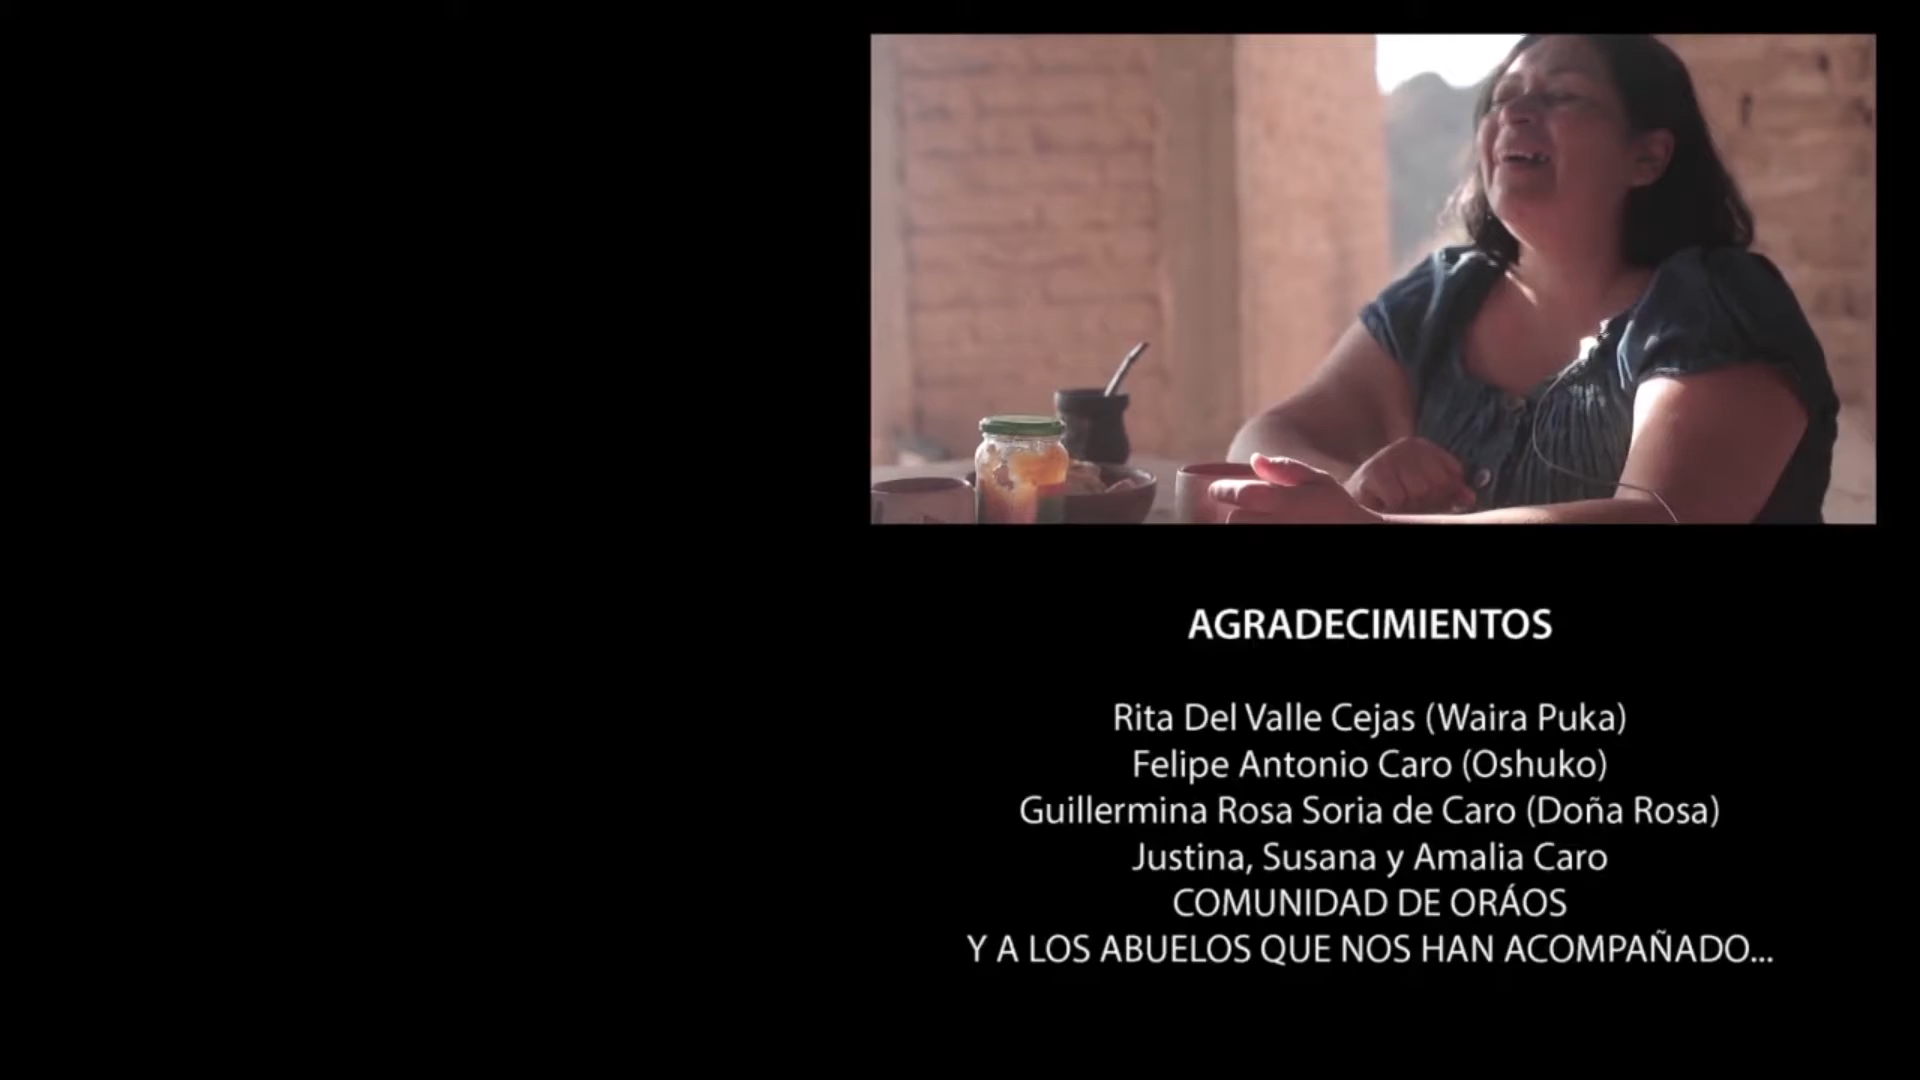 AGRADECIMIENTOS
Rita Del Valle Cejas (Waira Puka)
Felipe Antonio Caro (Oshuko)
Guillermina Rosa Soria de Caro (Doña Rosa)
Justina, Susana y Amalia Caro
COMUNIDAD DE ORÁOS
Y A LOS ABUELOS QUE NOS HAN ACOMPAÑADO...